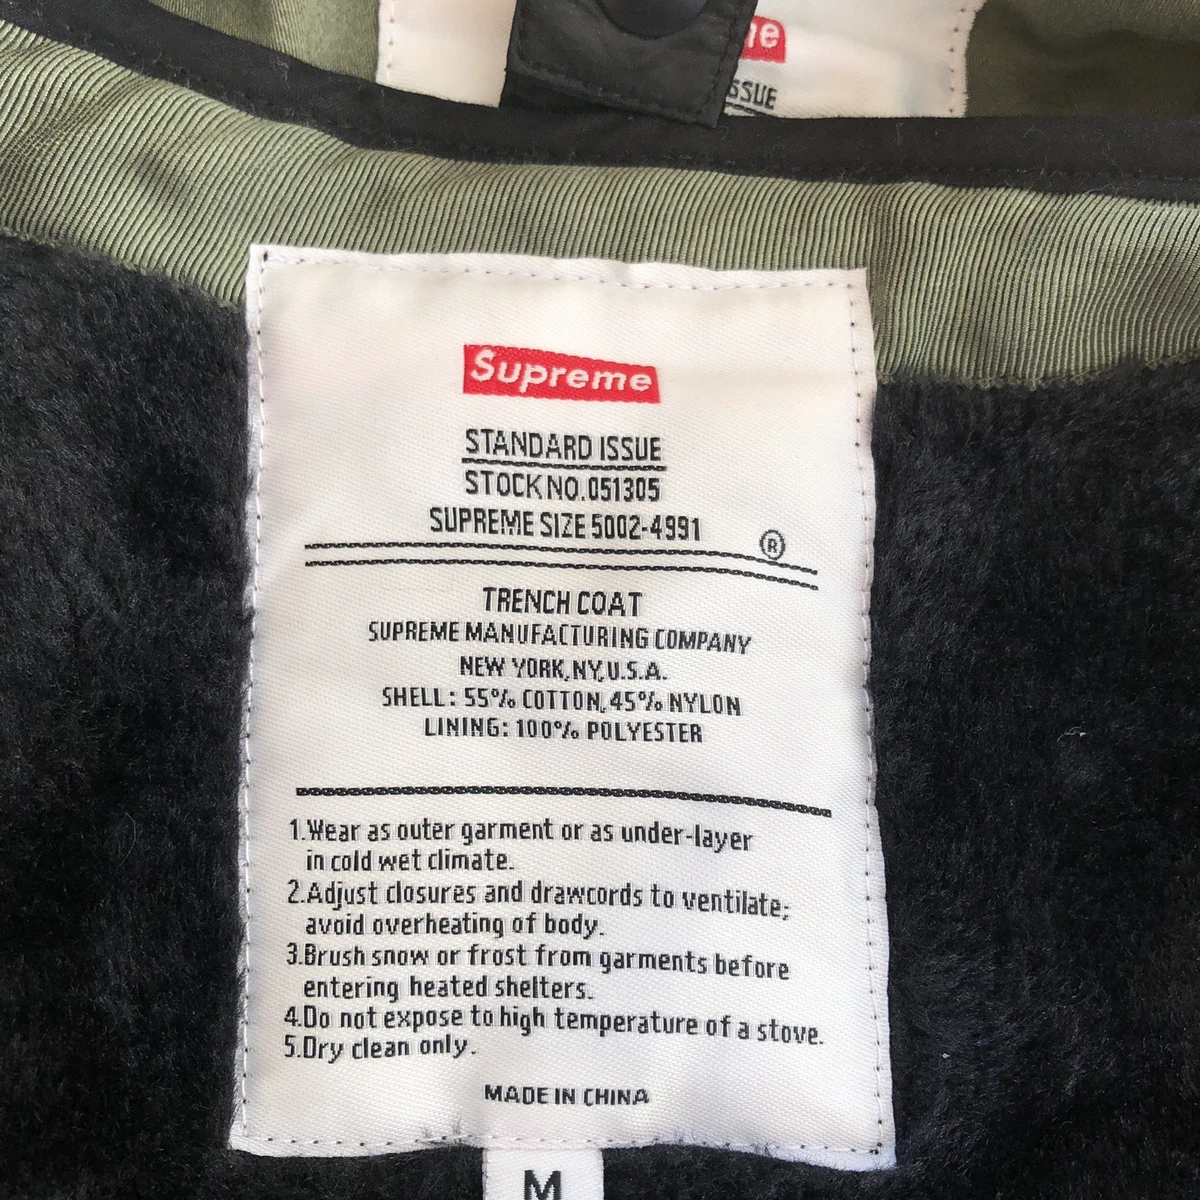 ne
SSUE
Supreme
STANDARD ISSUE
STOCK NO.051305
SUPREME SIZE 5002-4991
®
TRENCH COAT
SUPREME MANUFACTURING COMPANY
NEW YORK,NY,U.S.A.
SHELL: 55% COTTON, 45% NYLON
LINING: 100% POLYESTER
1.Wear as outer garment or as under-layer
in cold wet climate.
2.Adjust closures and drawcords to ventilate;
avoid overheating of body.
3.Brush snow or frost from garments before
entering heated shelters.
4.Do not expose to high temperature of a stove.
5.Dry clean only.
MADE IN CHINA
M